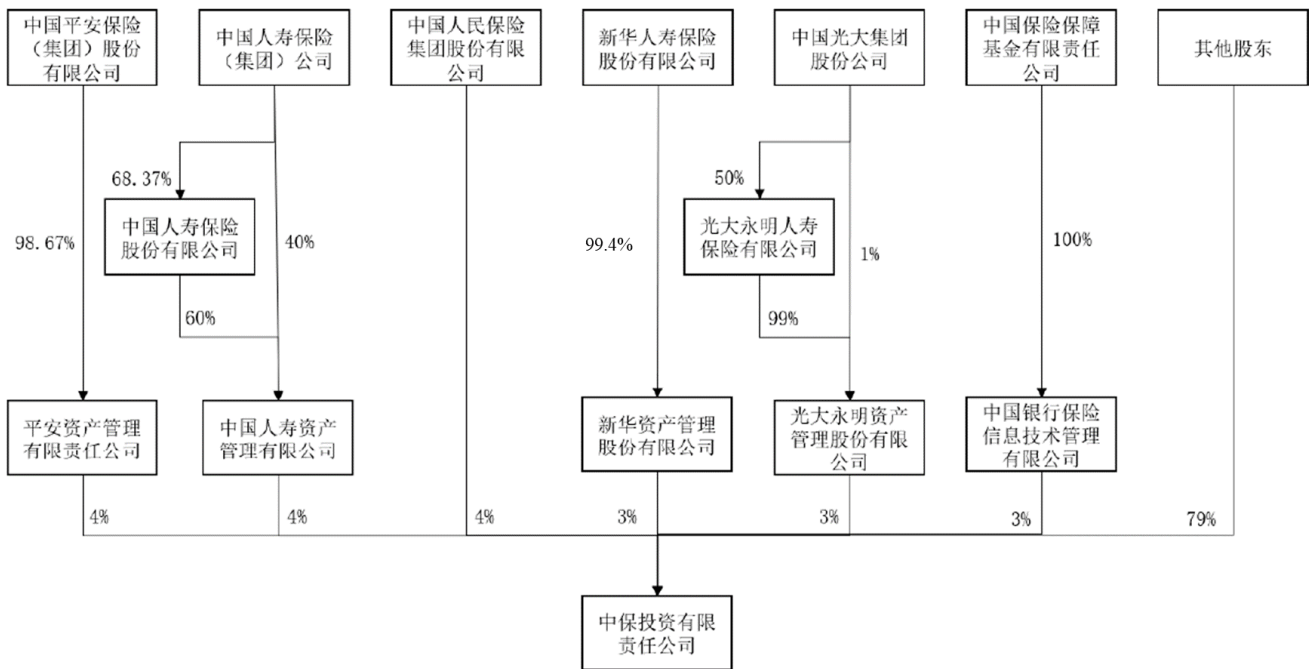 中国平安保险
（集团）股份
有限公司
中国人寿保险
（集团）公司
中国人民保险
集团股份有限
公司
新华人寿保险
股份有限公司
中国光大集团
股份公司
中国保险保障
基金有限责任
公司
其他股东
68.37%
50%
中国人寿保险
股份有限公司
光大永明人寿
保险有限公司
98.67%
40%
99.4%
1%
100%
60%
99%
平安资产管理
有限责任公司
中国人寿资产
管理有限公司
新华资产管理
股份有限公司
光大永明资产
管理股份有限
公司
中国银行保险
信息技术管理
有限公司
4%
4%
4%
3%
3%
3%
79%
中保投资有限
责任公司